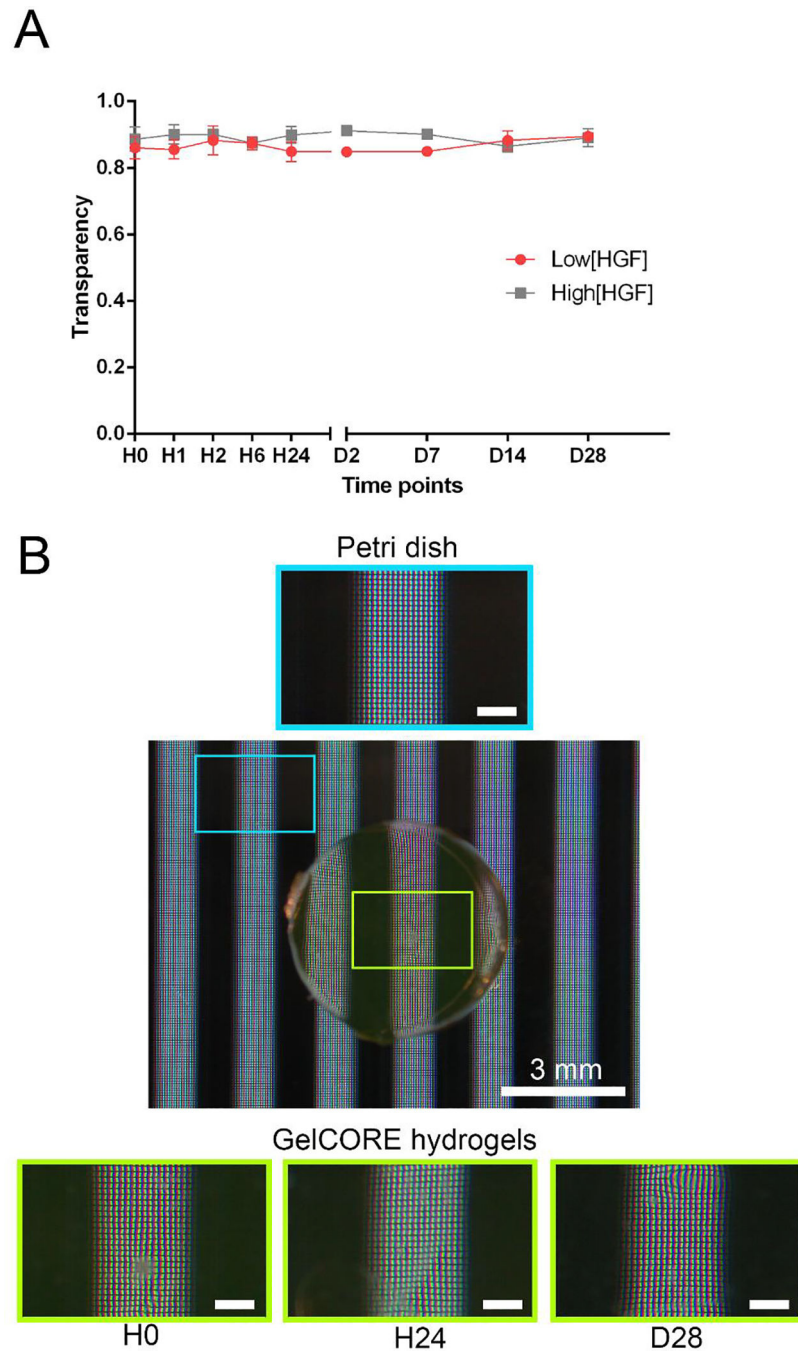 A
1.0
0.8
0.6
0.4
0.2
0.0
Transparency
Low[HGF]
High[HGF]
H0 H1 H2 H6 H24 D2 D7 D14 D28
Time points
B
Petri dish
3 mm
GelCORE hydrogels
H0 H24 D28